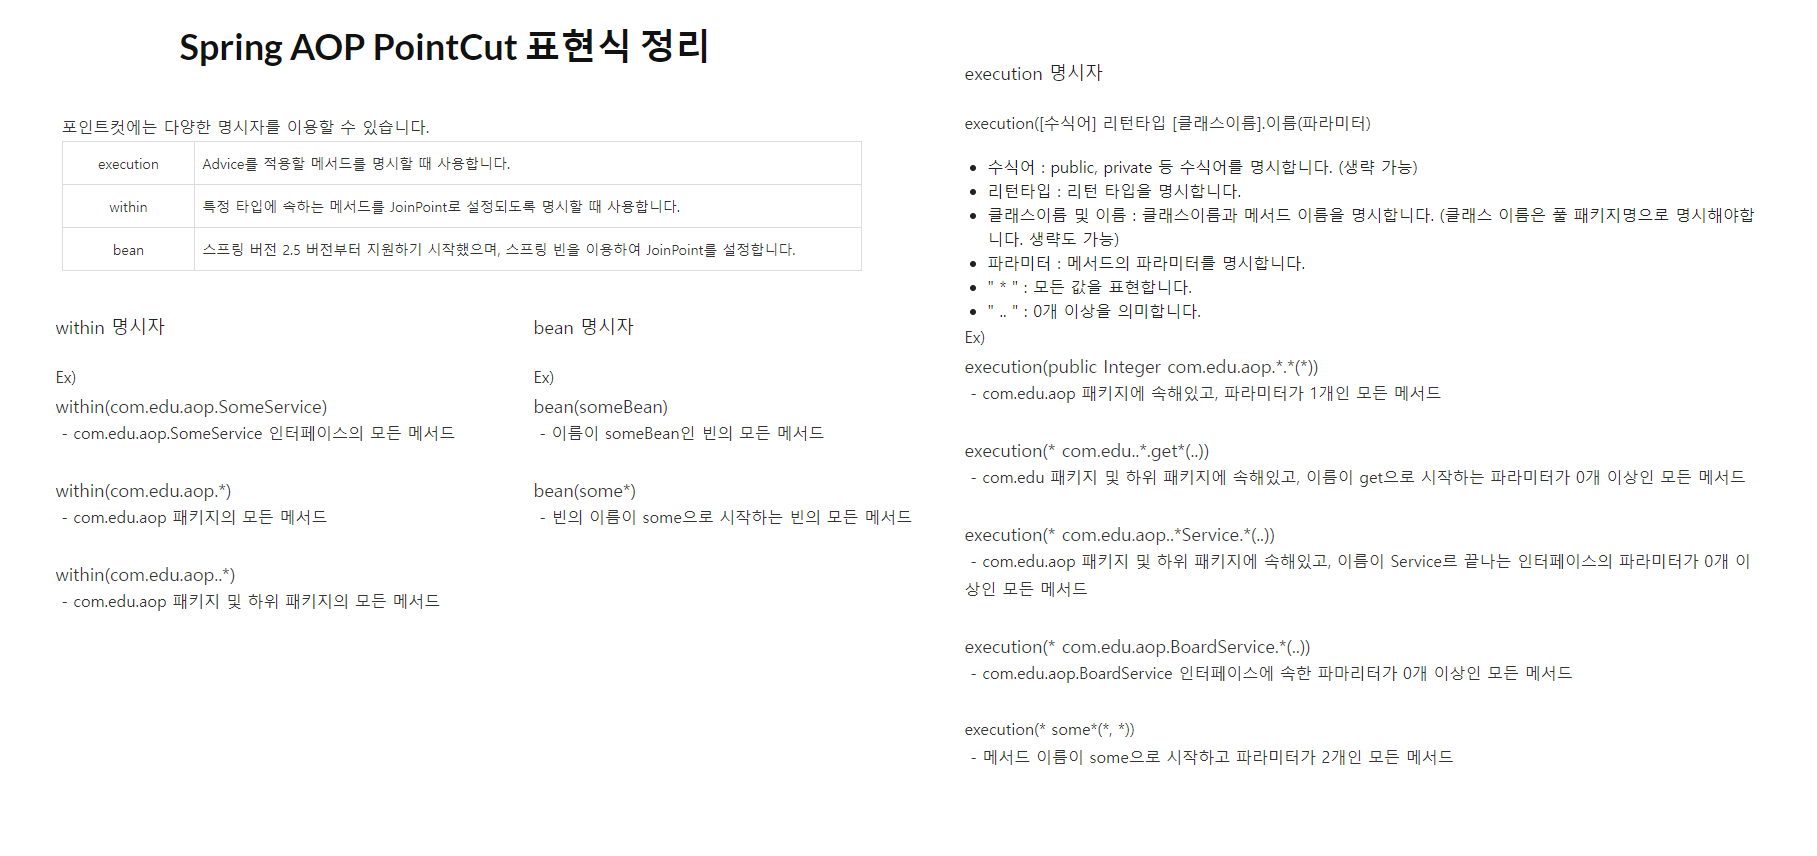 Spring AOP PointCut 표현식 정리
포인트컷에는 다양한 명시자를 이용할 수 있습니다.
execution Advice를 적용할 메서드를 명시할 때 사용합니다.
within 특정 타입에 속하는 메서드를 JoinPoint로 설정되도록 명시할 때 사용합니다.
bean 스프링 버전 2.5 버전부터 지원하기 시작했으며, 스프링 빈을 이용하여 JoinPoint를 설정합니다.
within 명시자
Ex)
within(com.edu.aop.SomeService)
- com.edu.aop.SomeService 인터페이스의 모든 메서드
within(com.edu.aop.*)
- com.edu.aop 패키지의 모든 메서드
within(com.edu.aop..*)
- com.edu.aop 패키지 및 하위 패키지의 모든 메서드
bean 명시자
Ex)
bean(someBean)
- 이름이 someBean인 빈의 모든 메서드
bean(some*)
- 빈의 이름이 some으로 시작하는 빈의 모든 메서드
execution 명시자
execution([수식어] 리턴타입 [클래스이름].이름(파라미터)
• 수식어 : public, private 등 수식어를 명시합니다. (생략 가능)
• 리턴타입 : 리턴 타입을 명시합니다.
• 클래스이름 및 이름 : 클래스이름과 메서드 이름을 명시합니다. (클래스 이름은 풀 패키지명으로 명시해야합
니다. 생략도 가능)
• 파라미터 : 메서드의 파라미터를 명시합니다.
• " * " : 모든 값을 표현합니다.
• " .. " : 0개 이상을 의미합니다.
Ex)
execution(public Integer com.edu.aop.*.*(*))
- com.edu.aop 패키지에 속해있고, 파라미터가 1개인 모든 메서드
execution(* com.edu..*.get*(..))
- com.edu 패키지 및 하위 패키지에 속해있고, 이름이 get으로 시작하는 파라미터가 0개 이상인 모든 메서드
execution(* com.edu.aop..*Service.*(..))
- com.edu.aop 패키지 및 하위 패키지에 속해있고, 이름이 Service르 끝나는 인터페이스의 파라미터가 0개 이
상인 모든 메서드
execution(* com.edu.aop.BoardService.*(..))
- com.edu.aop.BoardService 인터페이스에 속한 파마리터가 0개 이상인 모든 메서드
execution(* some*(*, *))
- 메서드 이름이 some으로 시작하고 파라미터가 2개인 모든 메서드